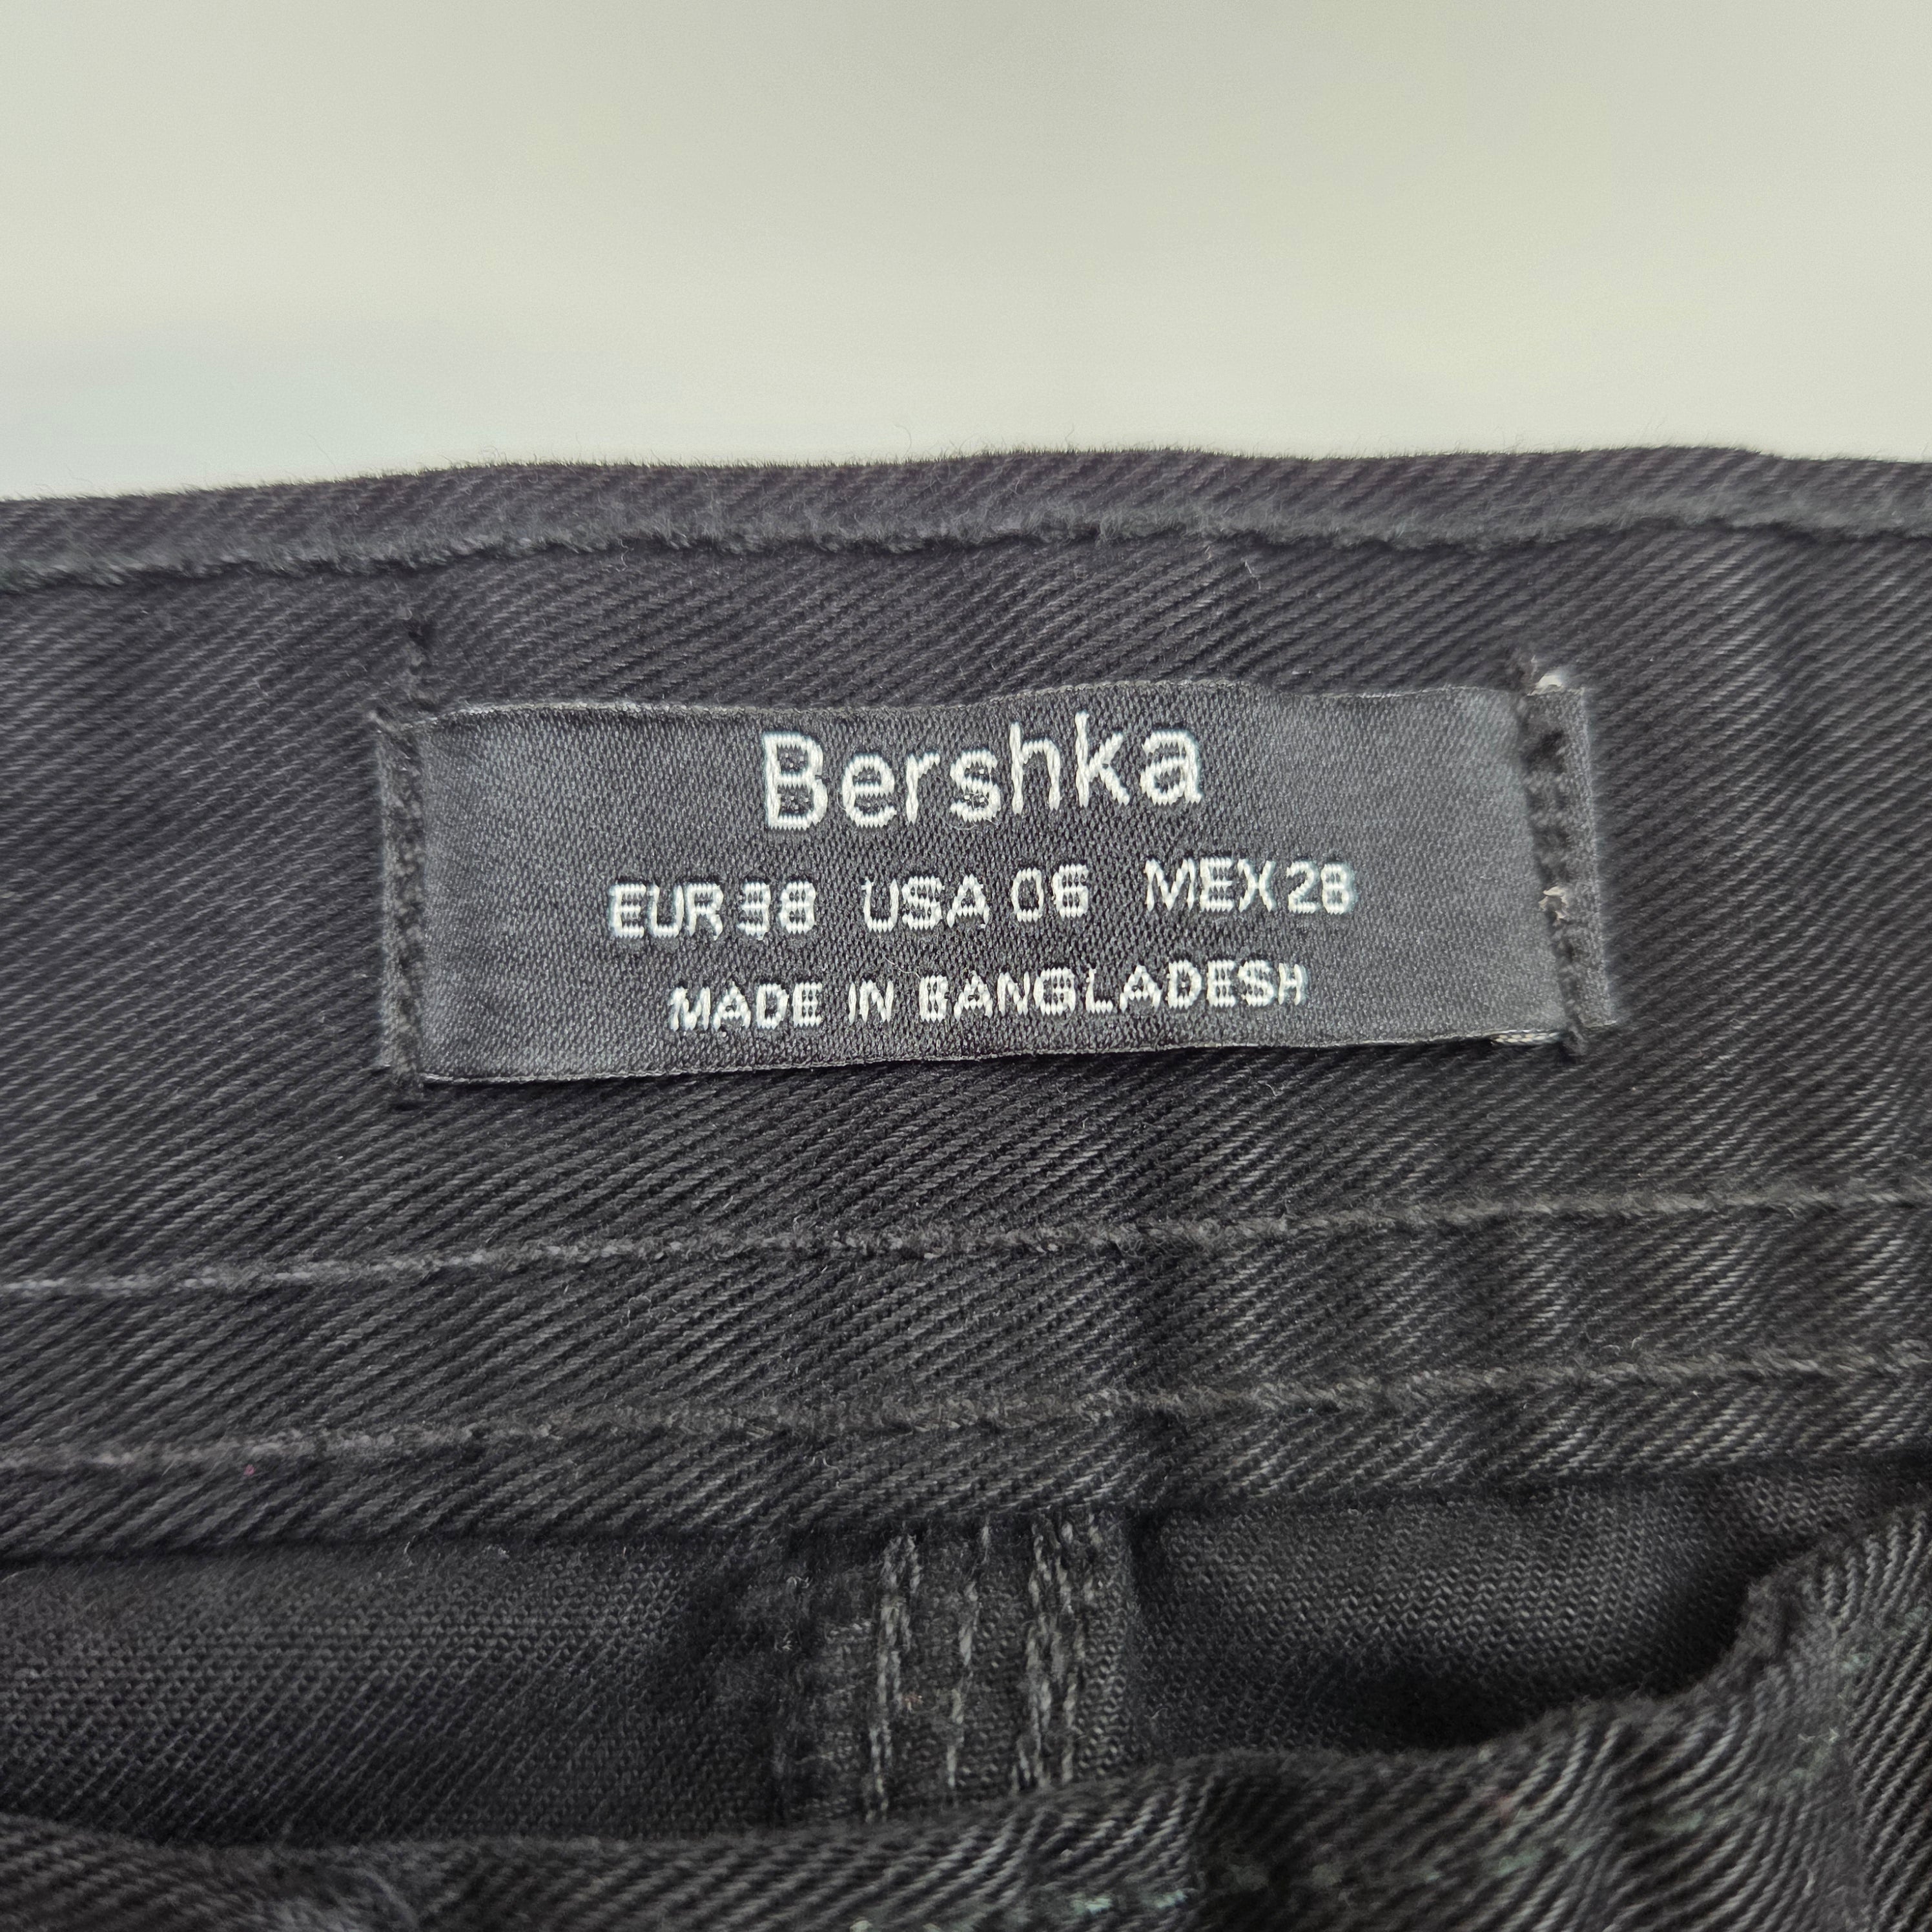 Bershka
EUR 38 USA 06 MEX 28
MADE IN BANGLADESH